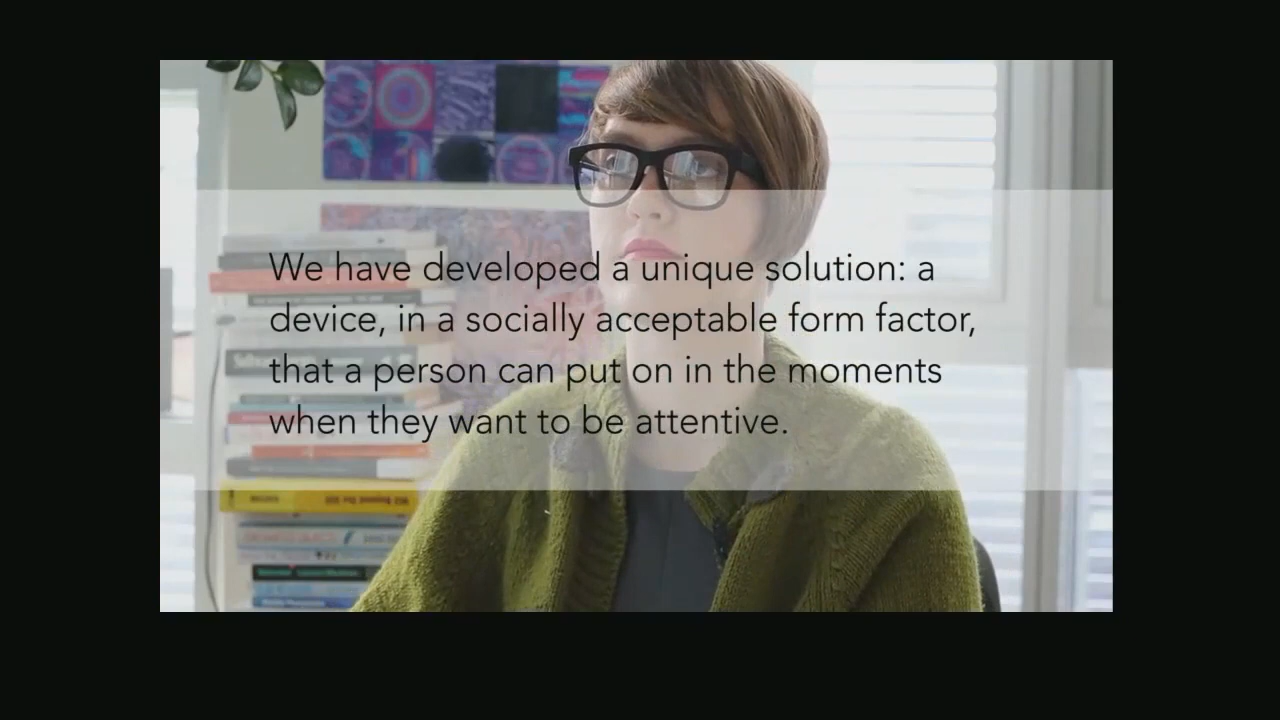 We have developed a unique solution: a
device, in a socially acceptable form factor,
that a person can put on in the moments
when they want to be attentive.